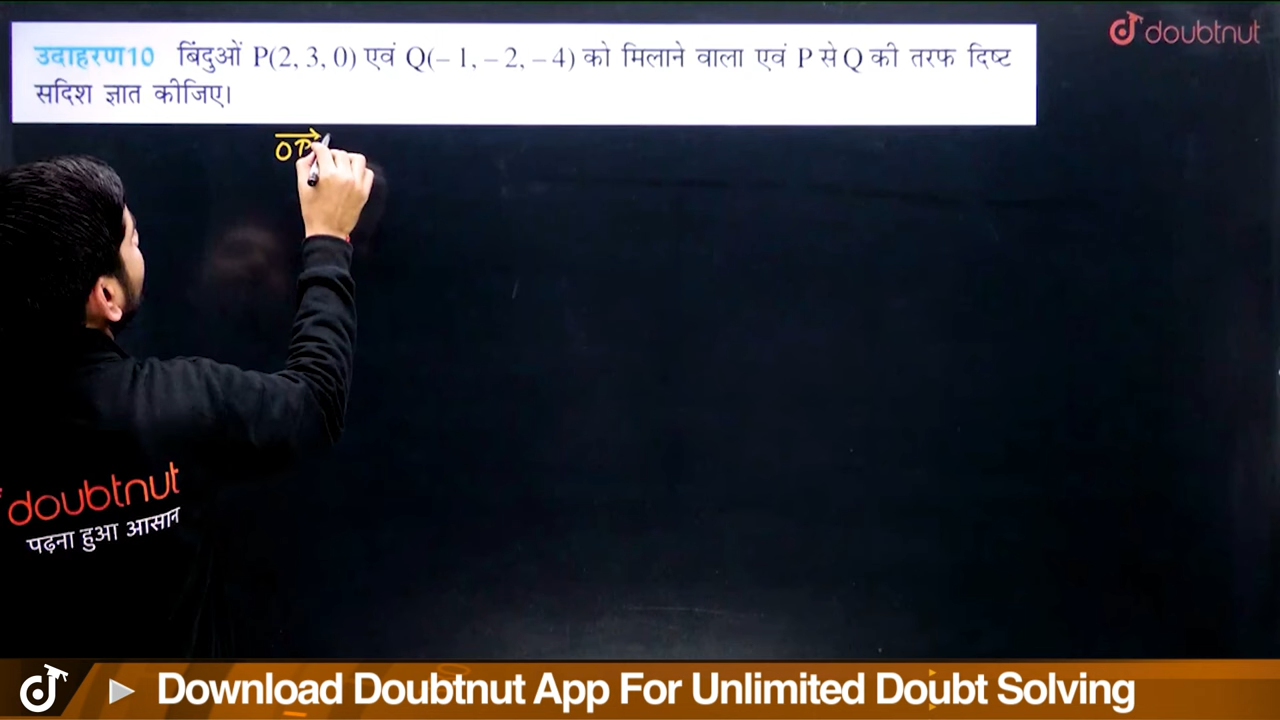 उदाहरण10 बिंदुओं P(2, 3, 0) एवं Q(– 1, – 2, – 4) को मिलाने वाला एवं P से Q की तरफ दिष्ट
सदिश ज्ञात कीजिए।
doubtnut
OP
doubtnut
पढ़ना हुआ आसान
Download Doubtnut App For Unlimited Doubt Solving